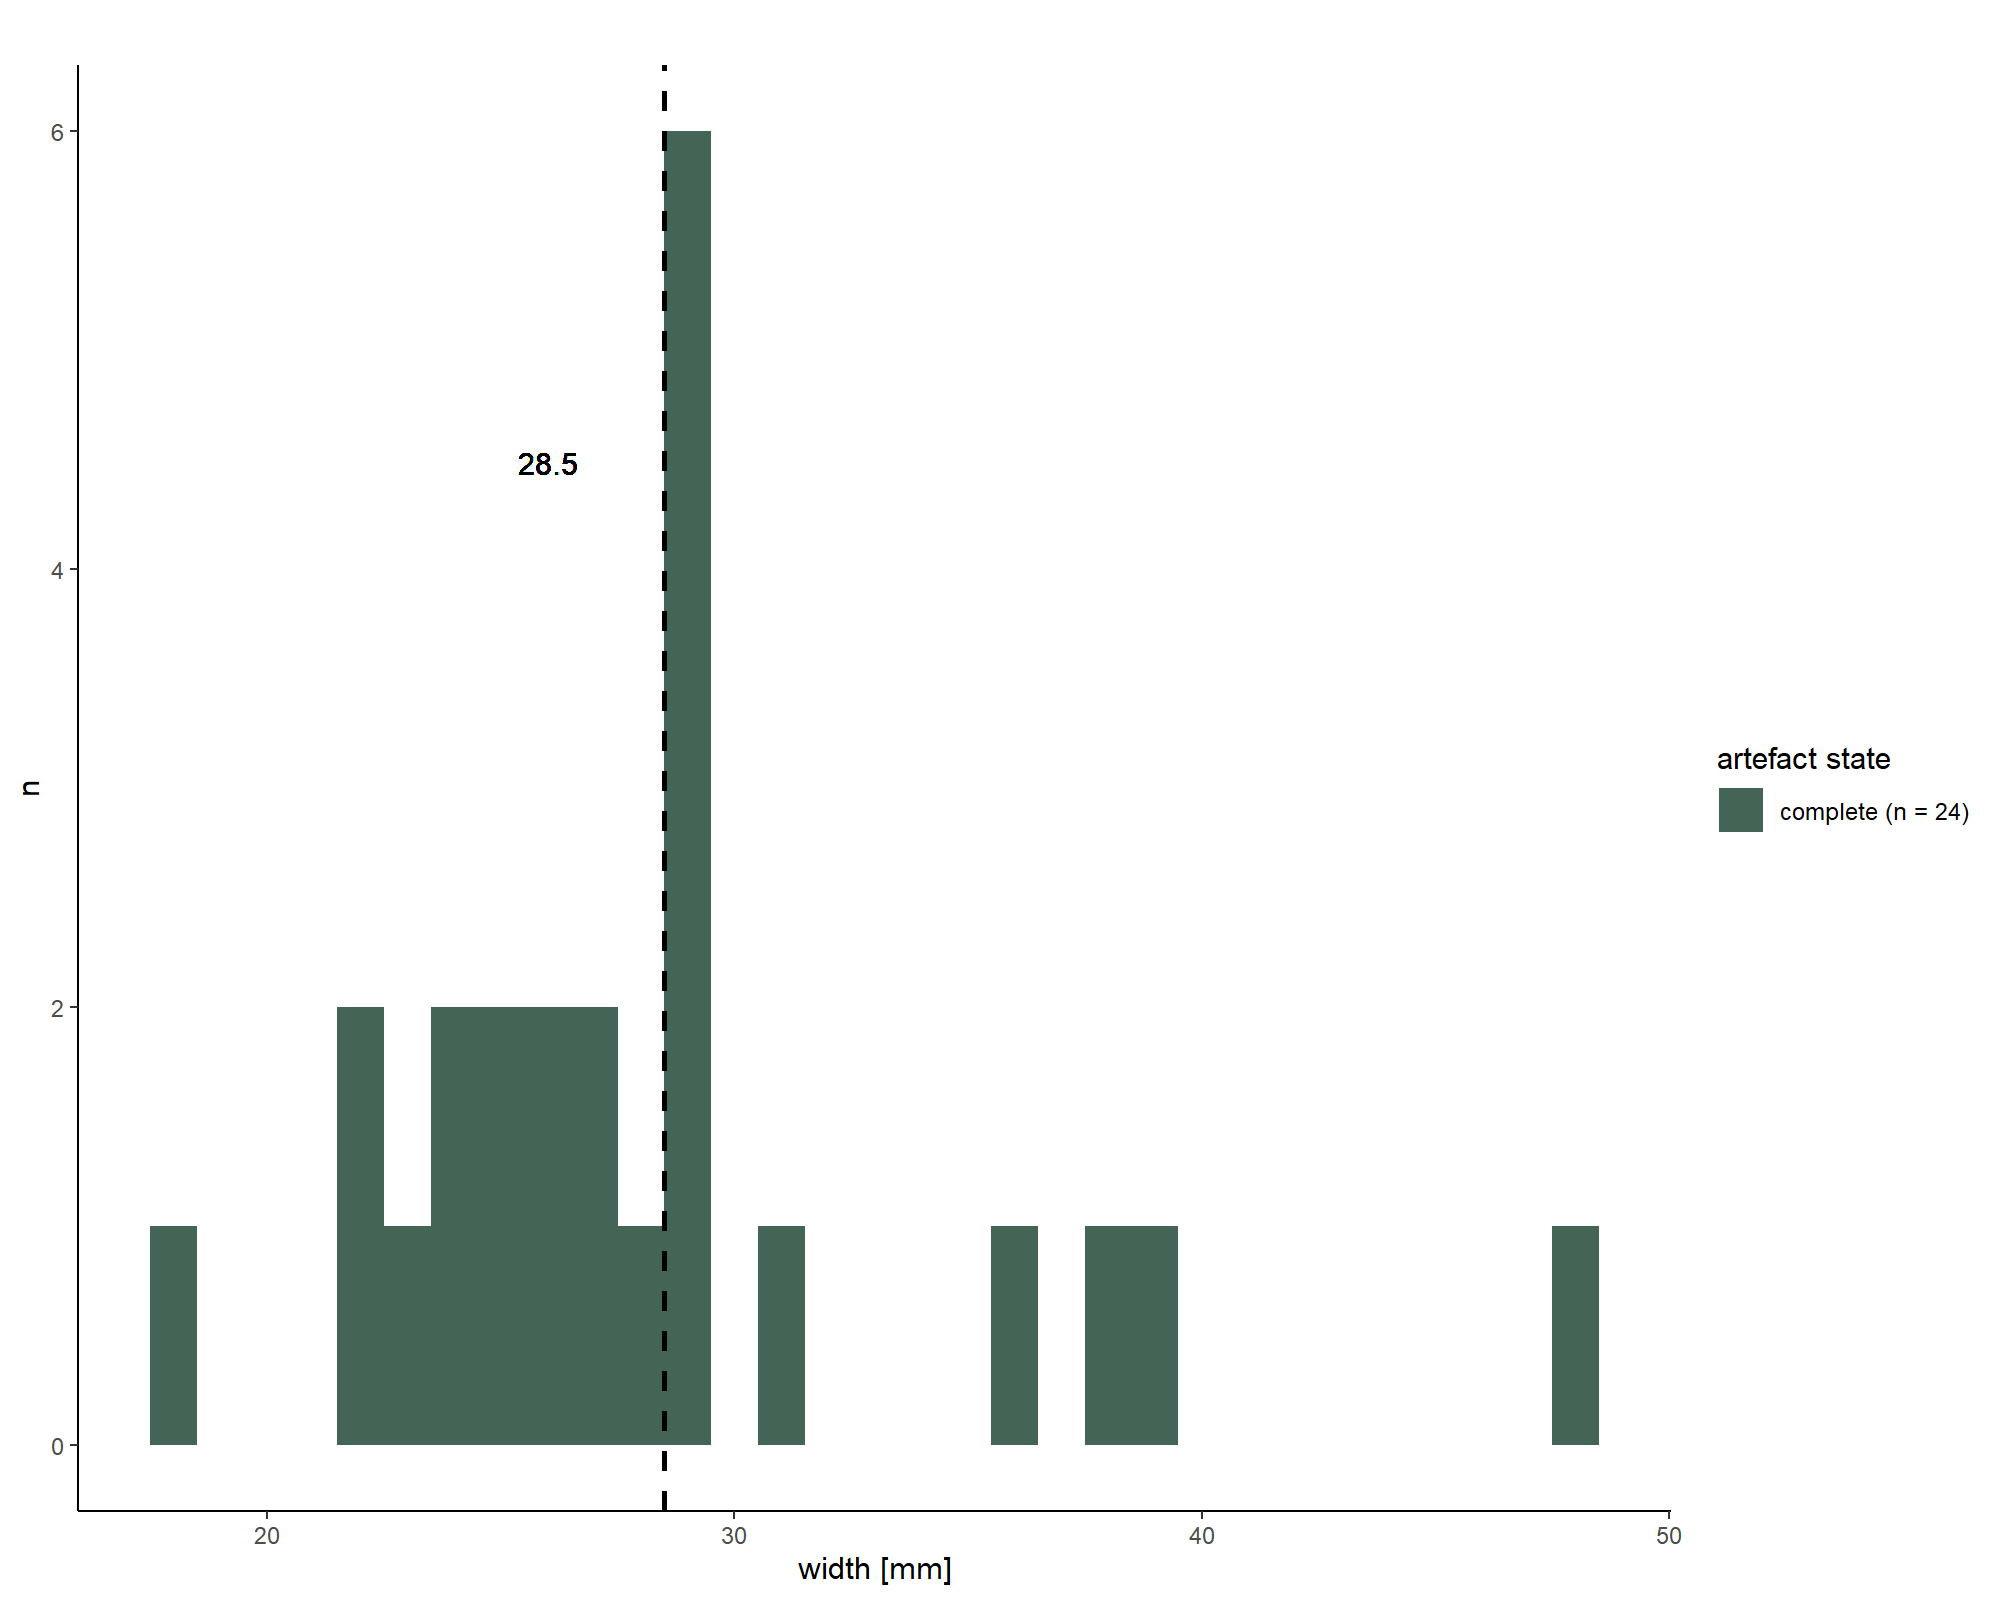 6
4
2
0
n
28.5
20 30 40 50
width [mm]
artefact state
complete (n = 24)